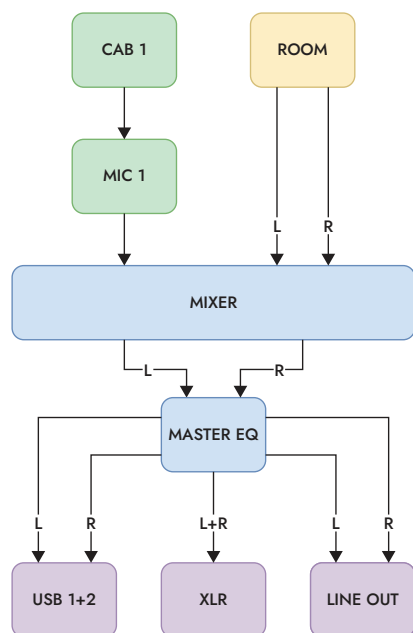 CAB 1
ROOM
MIC 1
L
R
MIXER
L
R
MASTER EQ
L
R
L+R
L
R
USB 1+2
XLR
LINE OUT